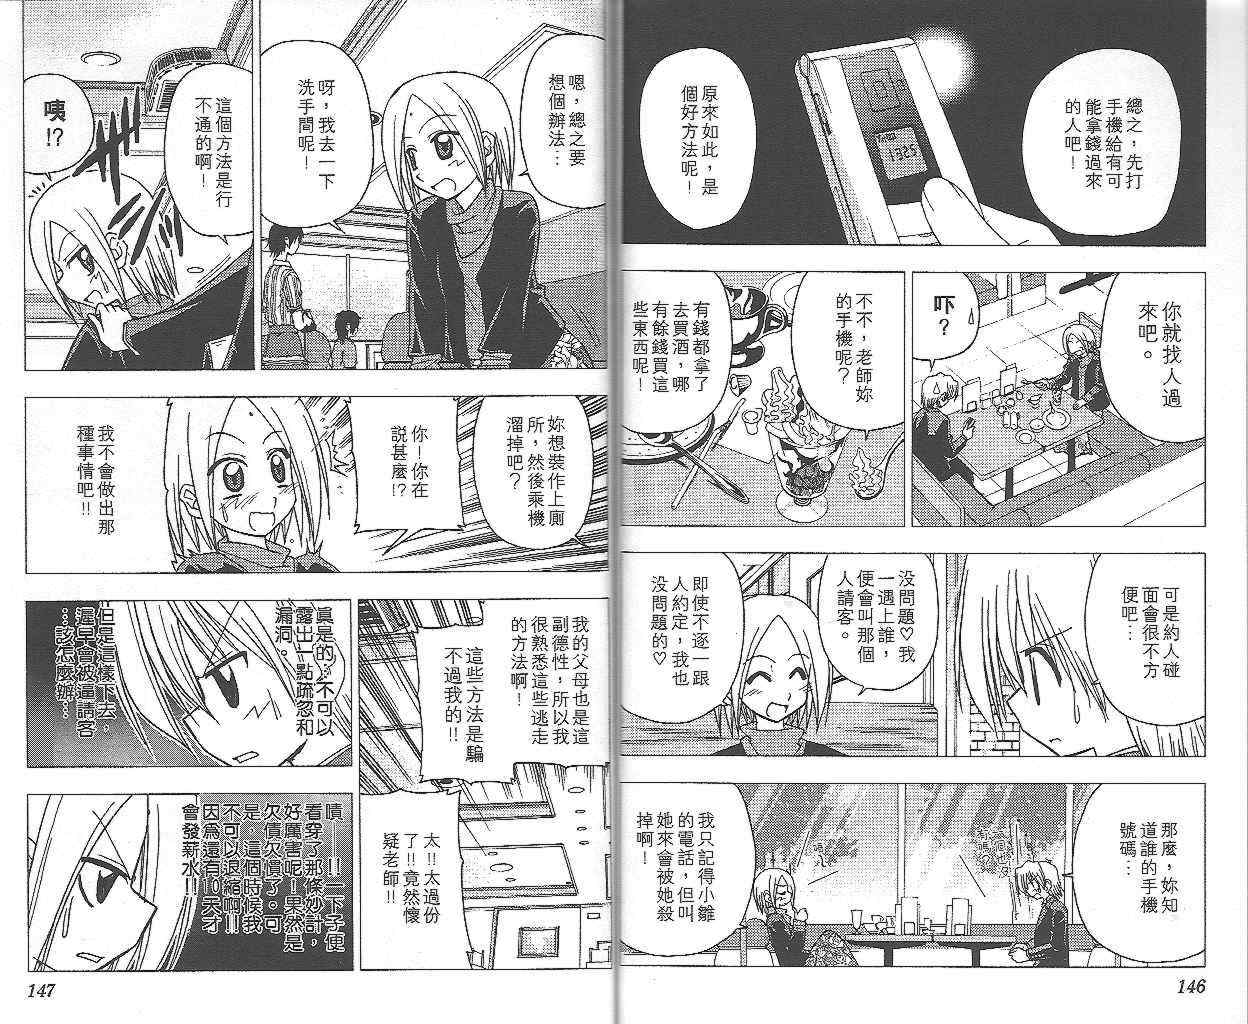 總之，先打
手機給有可
能拿錢過來
的人吧！
原來如此，是
個好方法呢！
1325
你就找人過
來吧。
吓？
不不，老師妳
的手機呢？
有錢都拿了
去買酒，哪
有餘錢買這
些東西呢！
可是約人碰
面會很不方
便吧…
沒問題♡我
一遇上誰，
便會叫那個
人請客。
即使不逐一跟
人約定，我也
沒問題的♡
那麼，妳知
道誰的手機
號碼…
我只記得小雛
的電話，但叫
她來會被她殺
掉啊！
146
嗯，總之要
想個辦法…
呀，我去一下
洗手間呢！
這個方法是行
不通的啊！
咦
!?
妳想裝作上廁
所，然後乘機
溜掉吧？
你！你在
說甚麼!?
我不會做出那
種事情吧!!
我的父母也是這
副德性，所以我
很熟悉這些逃走
的方法啊！
這些方法是騙
不過我的!!
真是的…不可以
露出一點疏忽和
漏洞。
但是這樣下去，
遲早會被逼請客
…該怎麼辦…
太!!太過份
了!!竟然懷
疑老師!!
嘖──!!一下子便
看穿了那條妙計，
好厲害呢！果然是
欠債欠慣了。可
是，這個時候我
不可以退縮啊!!
因為還有10天才
會發薪水!!
147